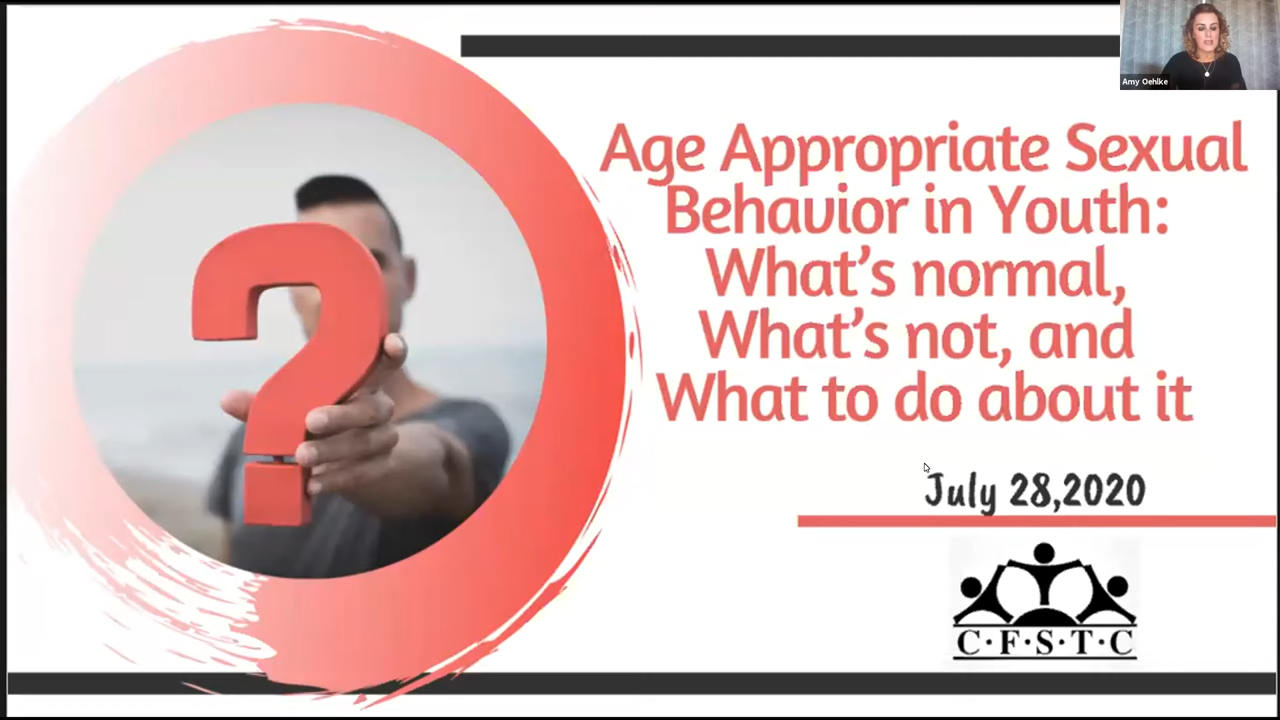 Amy Oehlke
Age Appropriate Sexual
Behavior in Youth:
What's normal,
What's not, and
What to do about it
July 28,2020
C·F·S·T·C